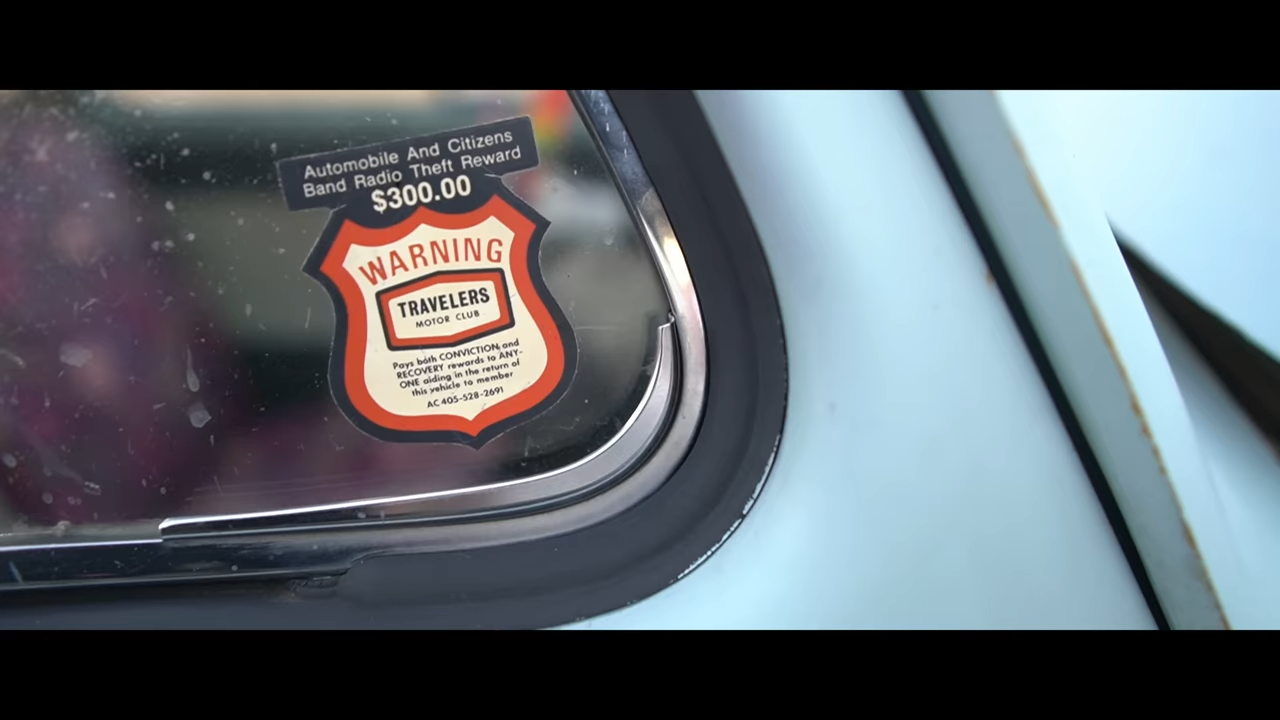 Automobile And Citizens
Band Radio Theft Reward
$300.00
WARNING
TRAVELERS
MOTOR CLUB
Pays both CONVICTION and
RECOVERY rewards to ANY-
ONE aiding in the return of
this vehicle to member
AC 405-528-2691